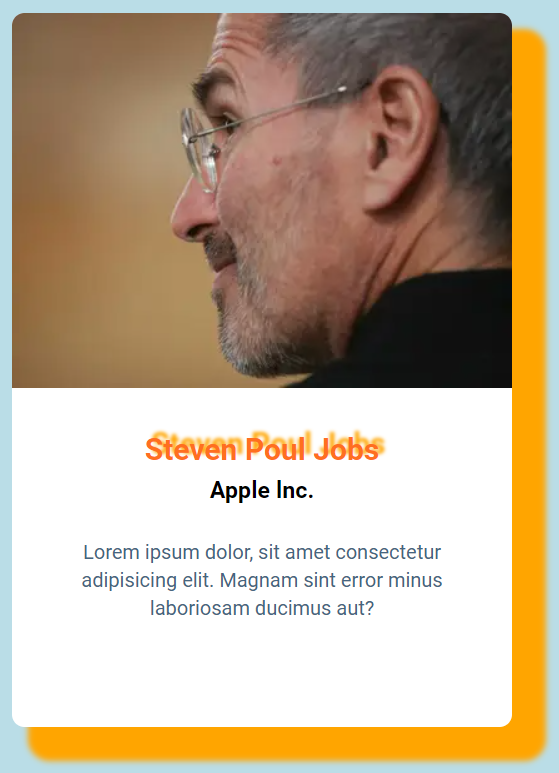 Steven Poul Jobs
Apple Inc.
Lorem ipsum dolor, sit amet consectetur
adipisicing elit. Magnam sint error minus
laboriosam ducimus aut?